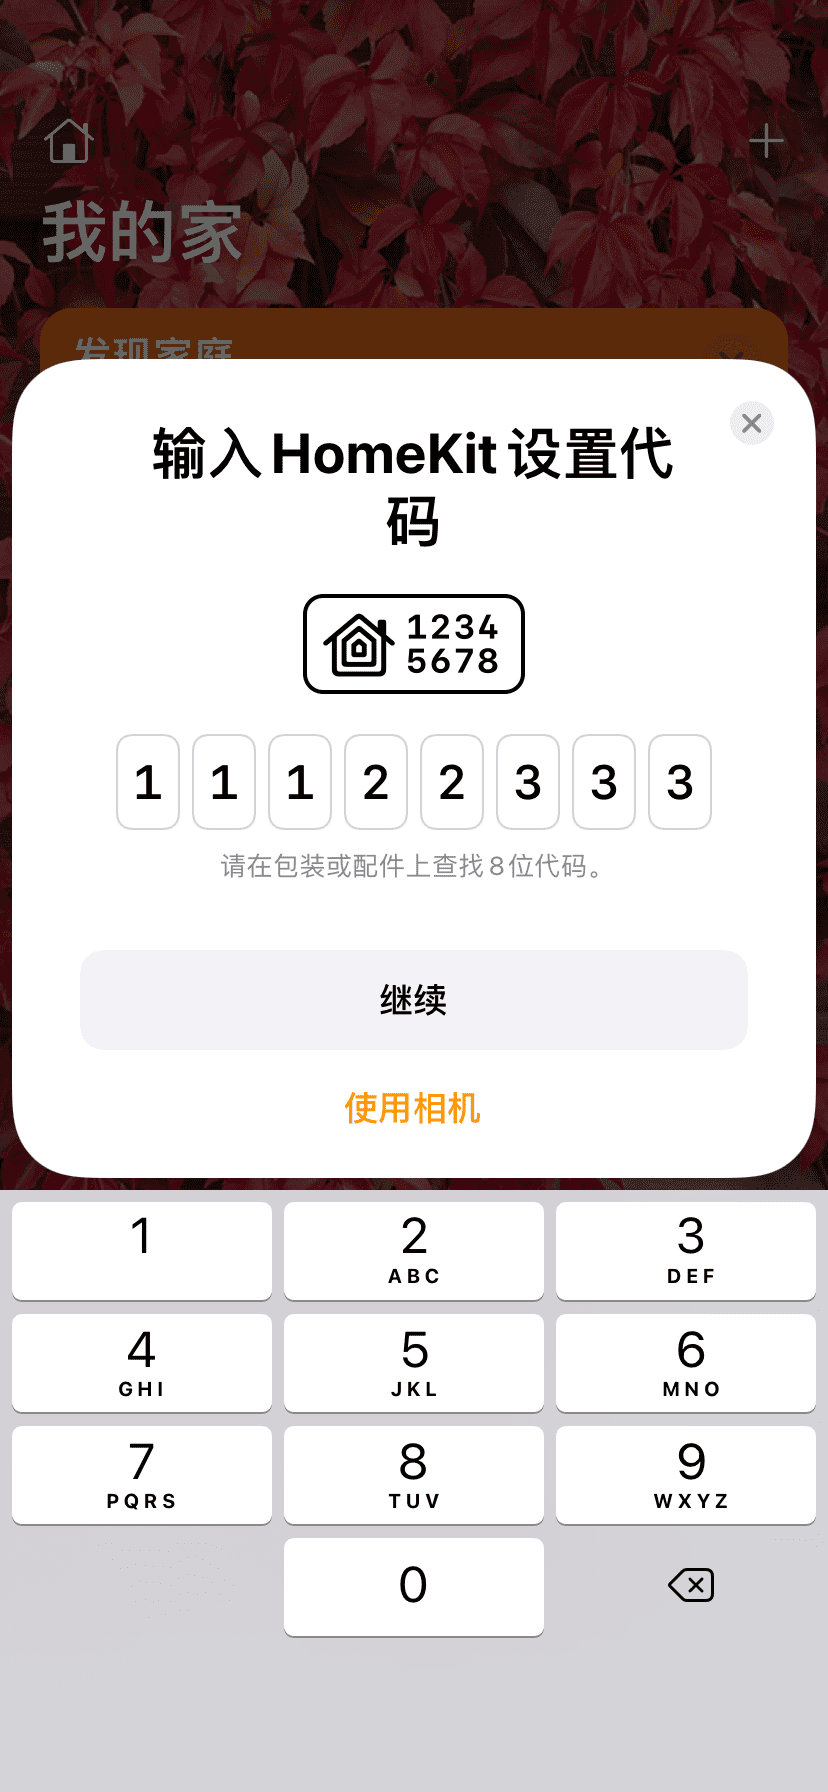 我的家
发现家庭
输入 HomeKit 设置代
码
1234
5678
1 1 1 2 2 3 3 3
请在包装或配件上查找 8 位代码。
继续
使用相机
1 2 3
ABC DEF
4 5 6
GHI JKL MNO
7 8 9
PQRS TUV WXYZ
0